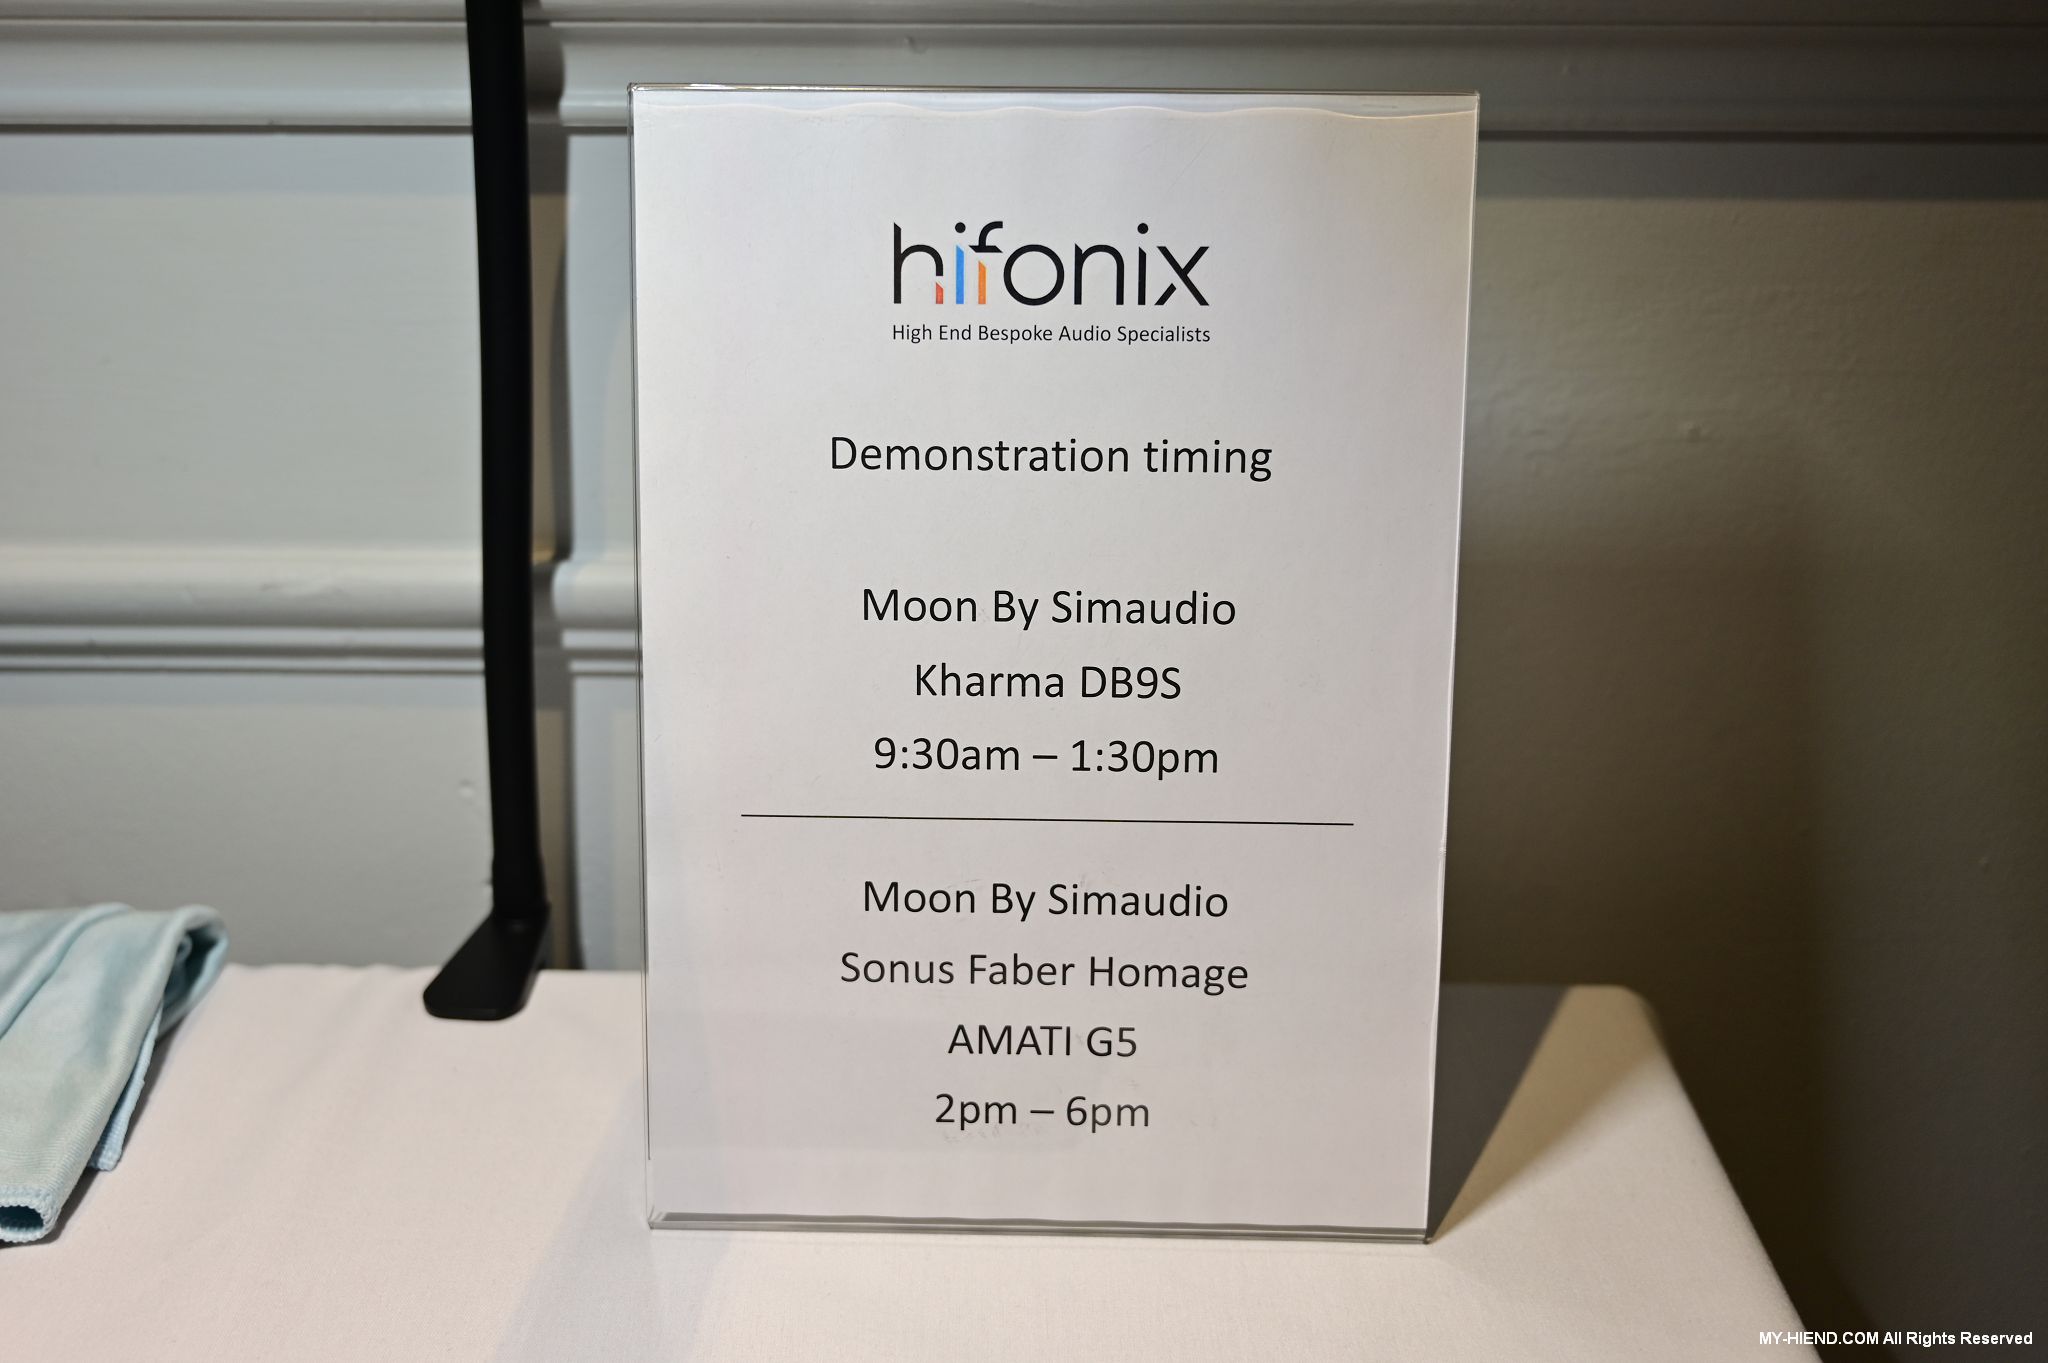 hifonix
High End Bespoke Audio Specialists
Demonstration timing
Moon By Simaudio
Kharma DB9S
9:30am – 1:30pm
Moon By Simaudio
Sonus Faber Homage
AMATI G5
2pm – 6pm
MY-HIEND.COM All Rights Reserved